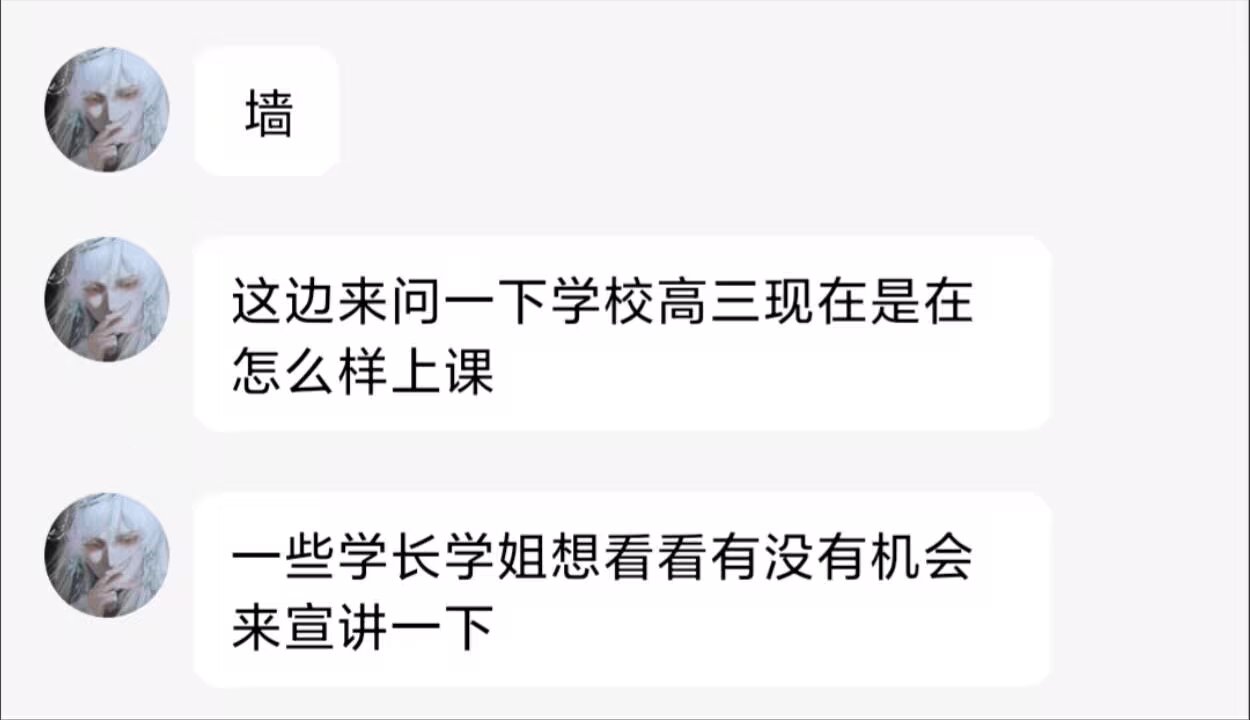 墙
这边来问一下学校高三现在是在
怎么样上课
一些学长学姐想看看有没有机会
来宣讲一下